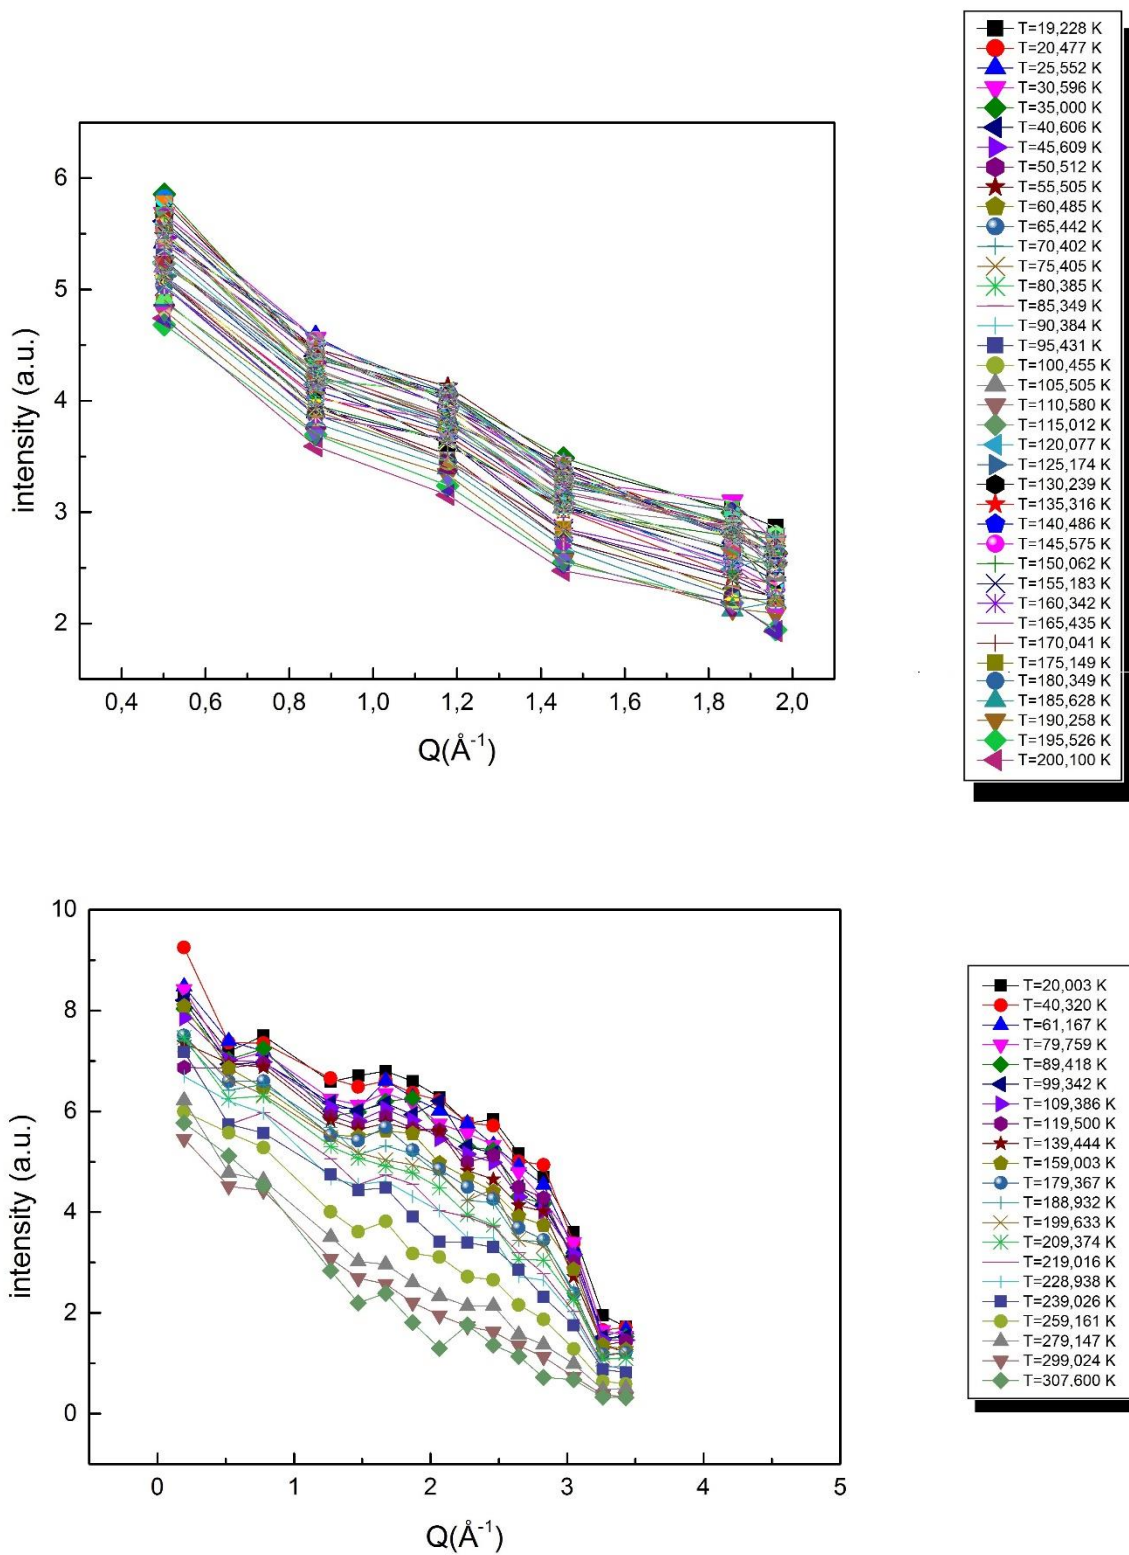 T=19,228 K
T=20,477 K
T=25,552 K
T=30,596 K
T=35,000 K
T=40,606 K
T=45,609 K
T=50,512 K
T=55,505 K
T=60,485 K
T=65,442 K
T=70,402 K
T=75,405 K
T=80,385 K
T=85,349 K
T=90,384 K
T=95,431 K
T=100,455 K
T=105,505 K
T=110,580 K
T=115,012 K
T=120,077 K
T=125,174 K
T=130,239 K
T=135,316 K
T=140,486 K
T=145,575 K
T=150,062 K
T=155,183 K
T=160,342 K
T=165,435 K
T=170,041 K
T=175,149 K
T=180,349 K
T=185,628 K
T=190,258 K
T=195,526 K
T=200,100 K
6
5
4
3
2
intensity (a.u.)
0,4 0,6 0,8 1,0 1,2 1,4 1,6 1,8 2,0
Q(Å⁻¹)
10
8
6
4
2
0
intensity (a.u.)
0 1 2 3 4 5
Q(Å⁻¹)
T=20,003 K
T=40,320 K
T=61,167 K
T=79,759 K
T=89,418 K
T=99,342 K
T=109,386 K
T=119,500 K
T=139,444 K
T=159,003 K
T=179,367 K
T=188,932 K
T=199,633 K
T=209,374 K
T=219,016 K
T=228,938 K
T=239,026 K
T=259,161 K
T=279,147 K
T=299,024 K
T=307,600 K